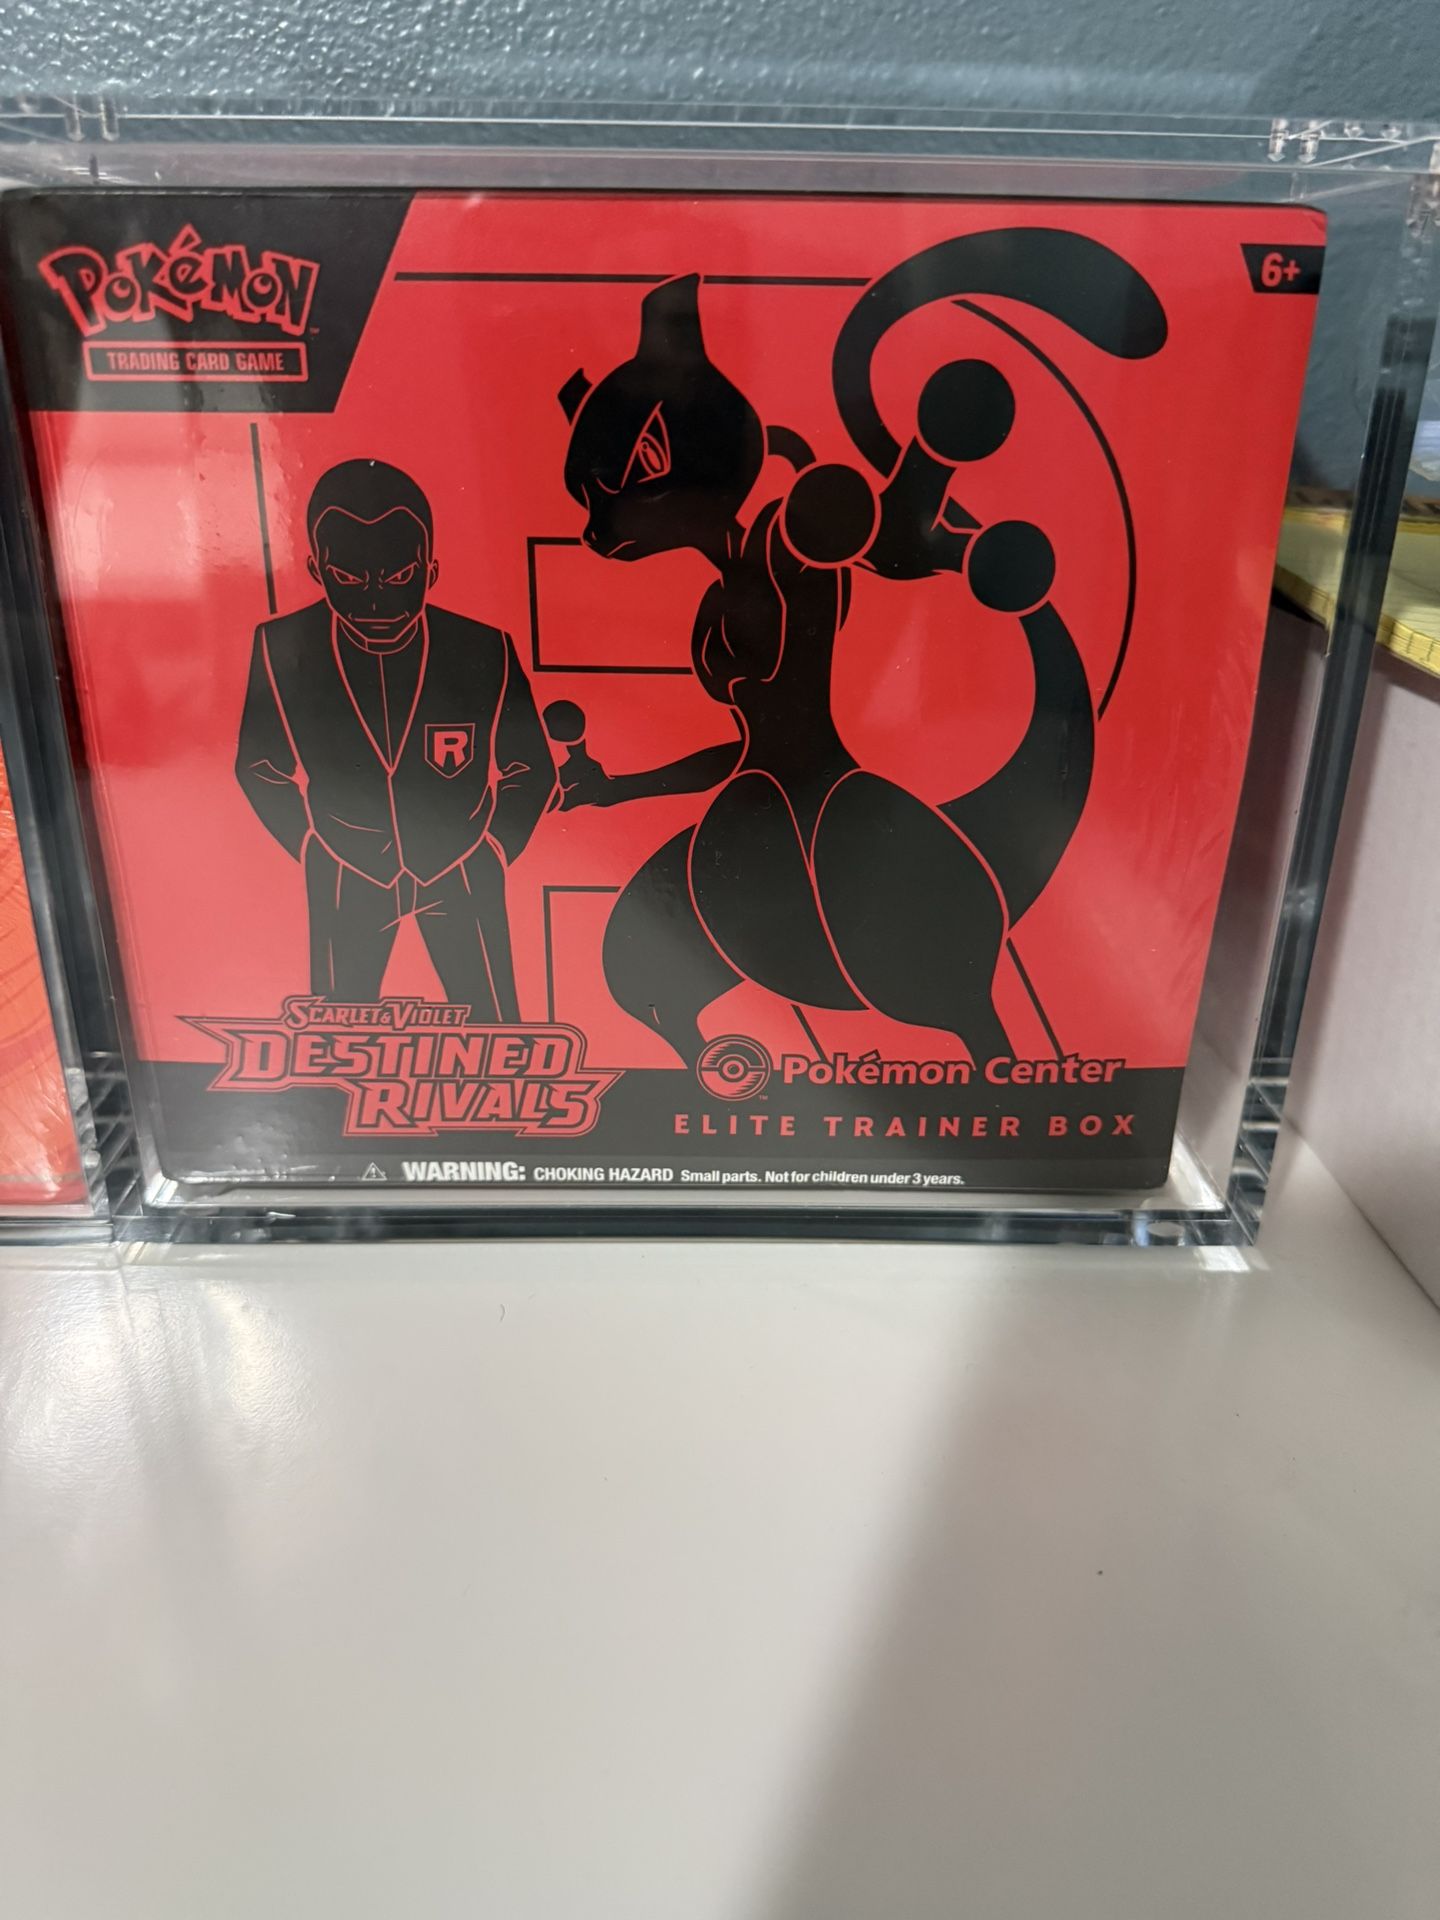 POKéMON
TRADING CARD GAME
6+
R
SCARLET & VIOLET
DESTINED
RIVALS
Pokémon Center
ELITE TRAINER BOX
WARNING: CHOKING HAZARD Small parts. Not for children under 3 years.